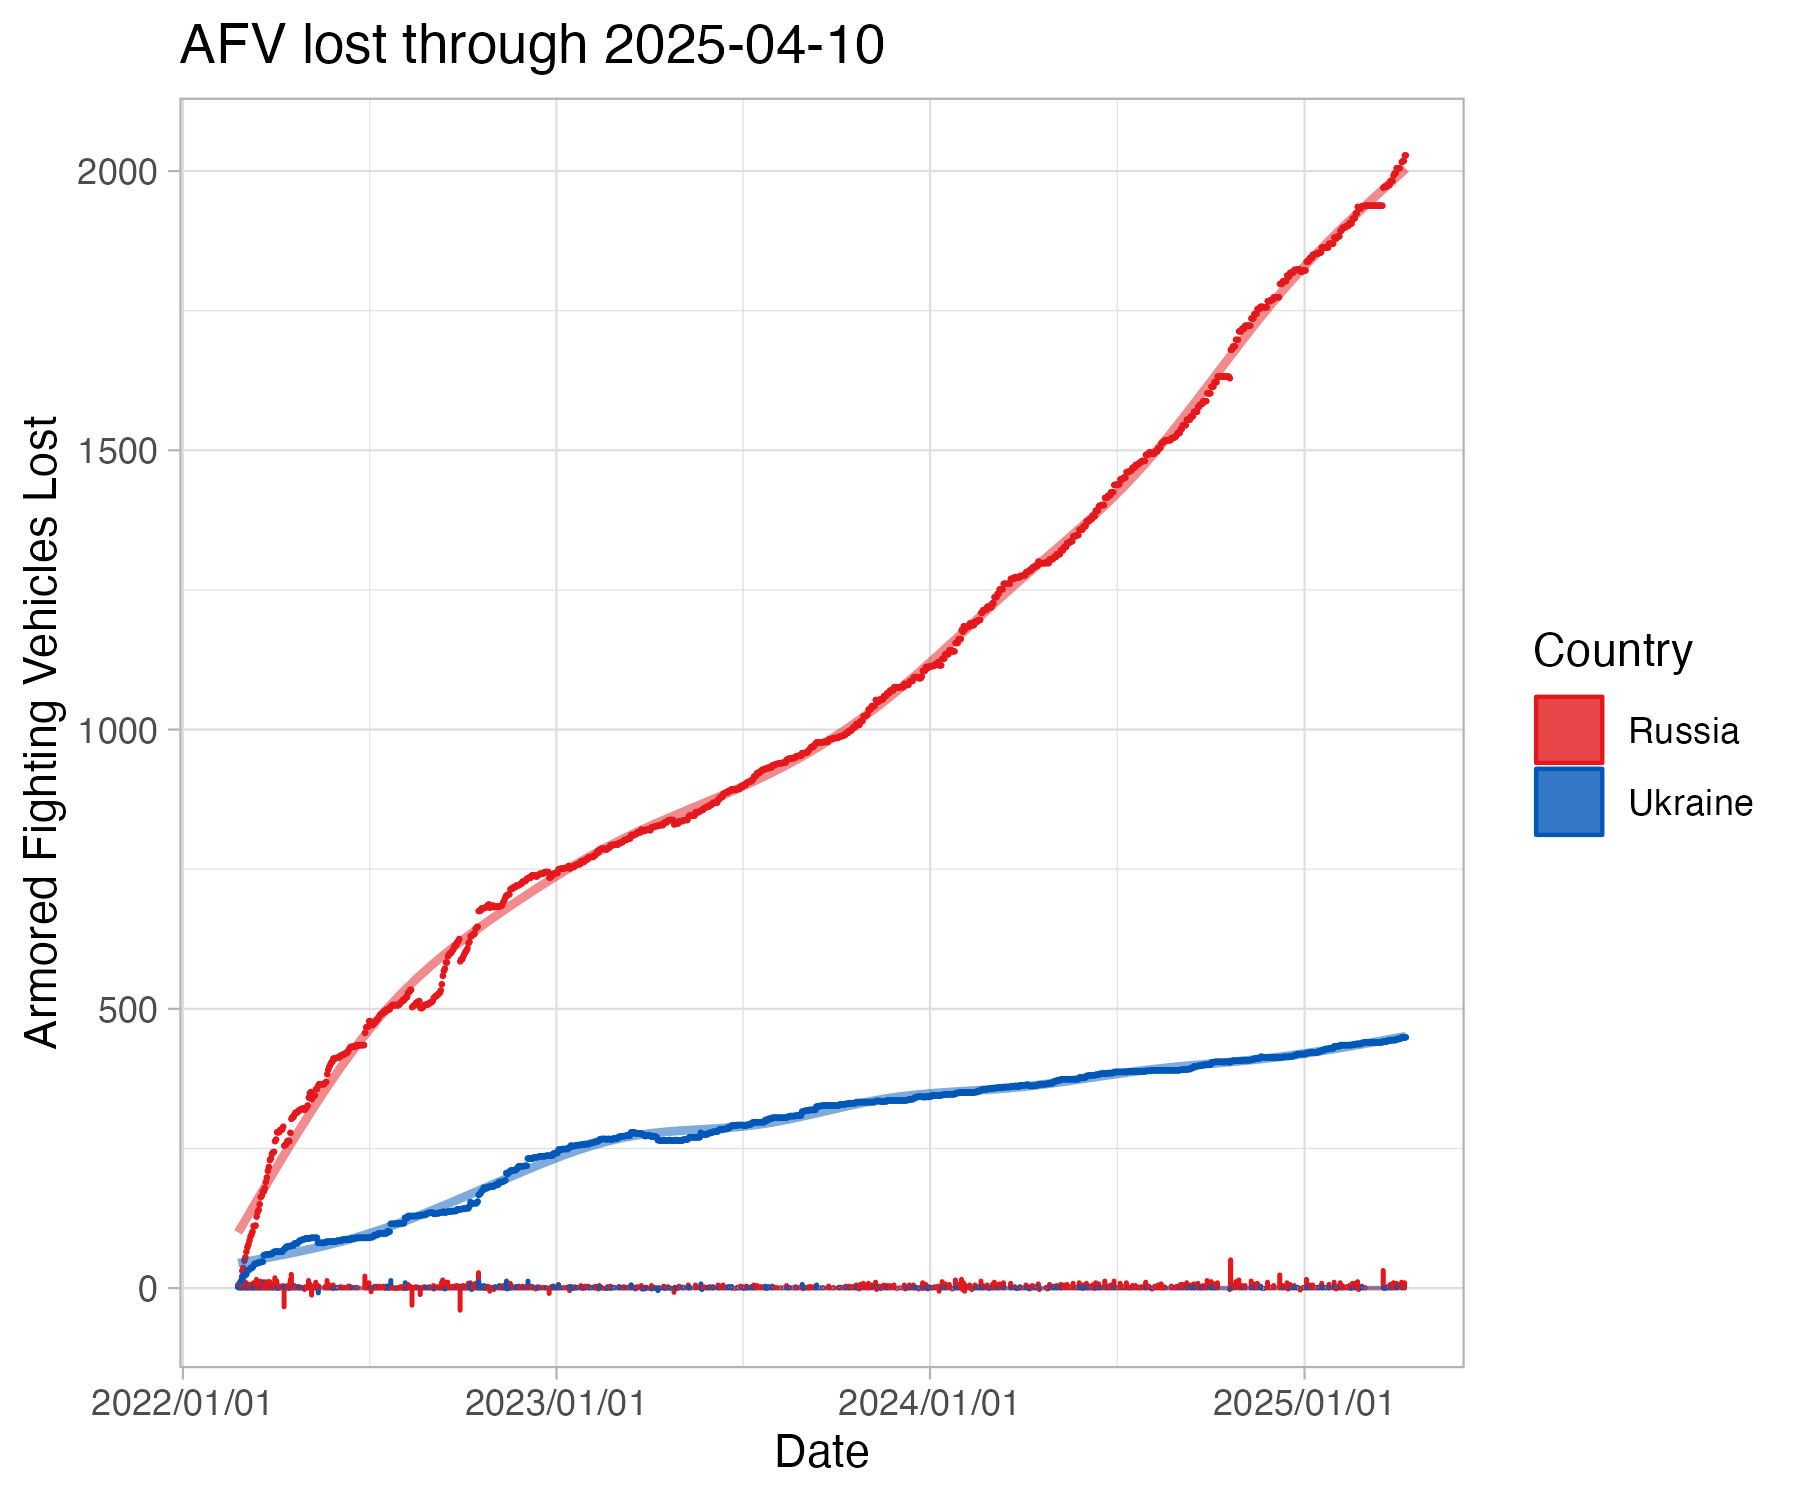 AFV lost through 2025-04-10
Armored Fighting Vehicles Lost
2000
1500
1000
500
0
2022/01/01
2023/01/01
2024/01/01
2025/01/01
Date
Country
Russia
Ukraine